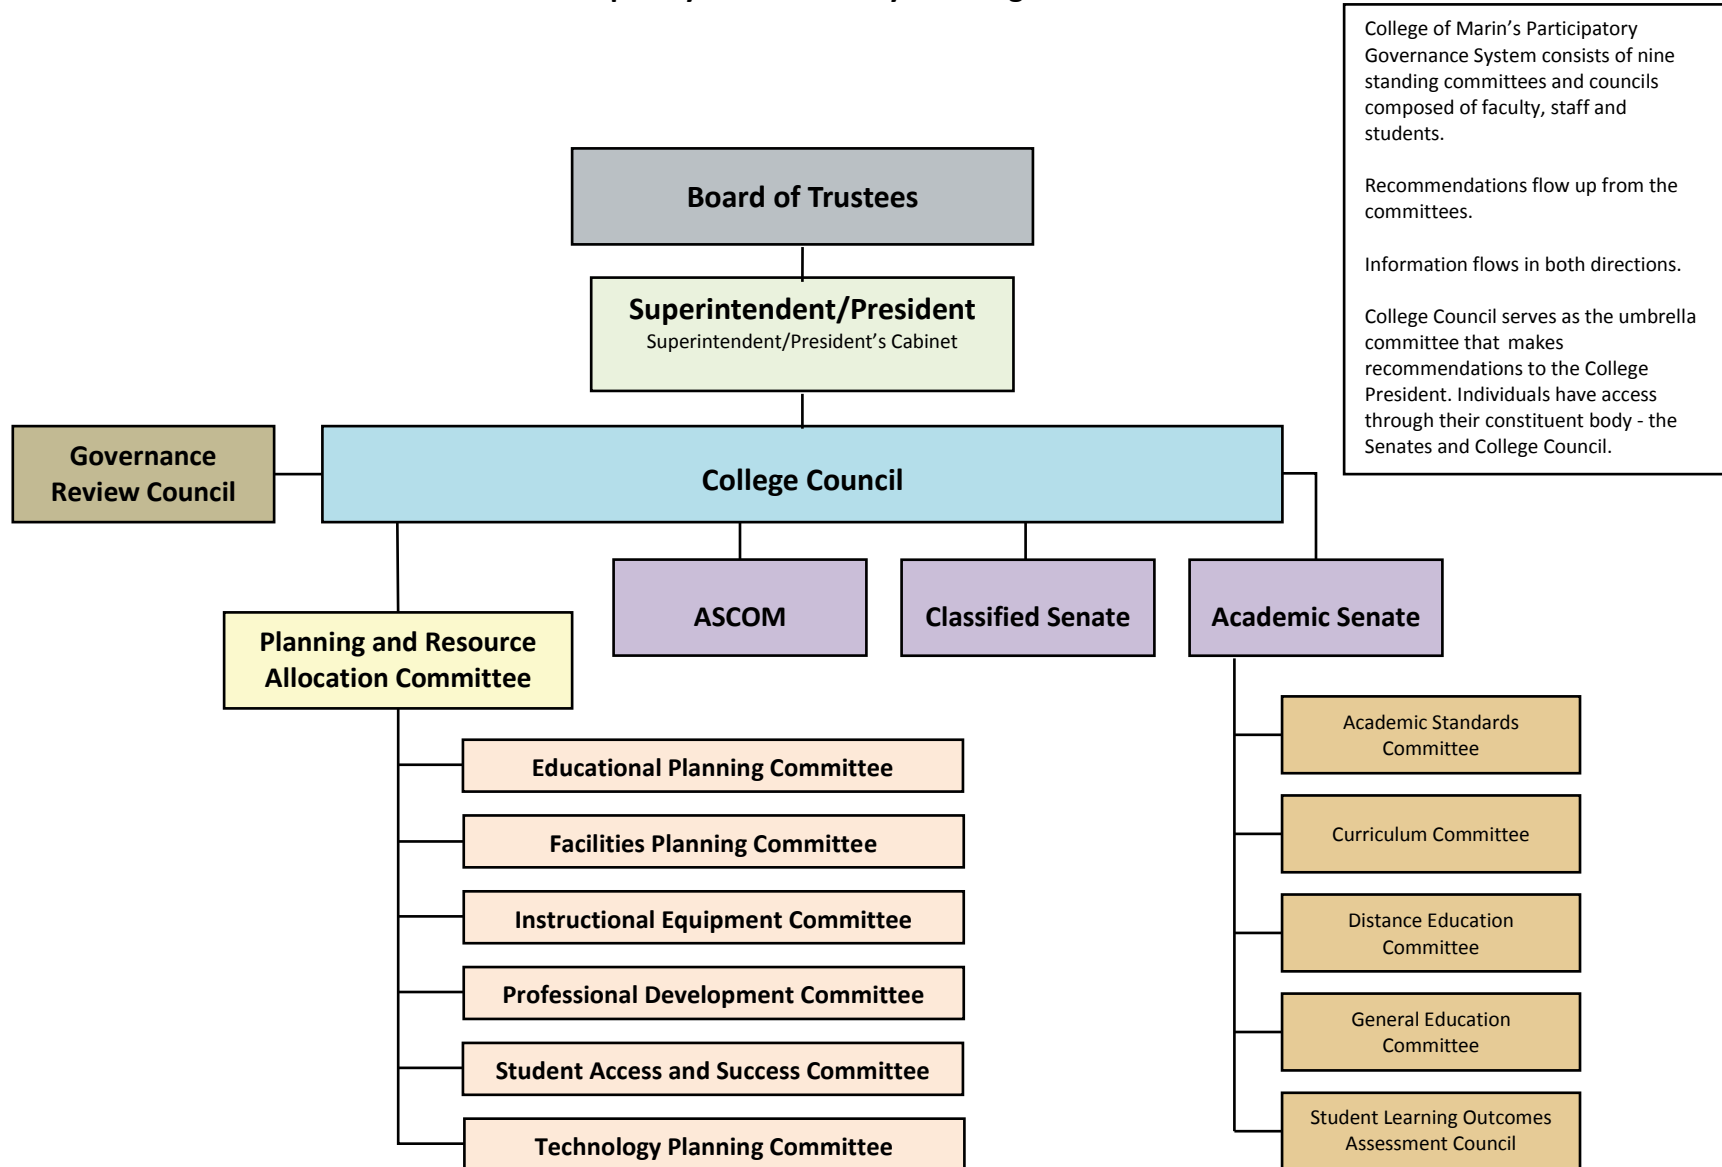 College of Marin’s Participatory
Governance System consists of nine
standing committees and councils
composed of faculty, staff and
students.
Recommendations flow up from the
committees.
Information flows in both directions.
College Council serves as the umbrella
committee that makes
recommendations to the College
President. Individuals have access
through their constituent body - the
Senates and College Council.
Board of Trustees
Superintendent/President
Superintendent/President’s Cabinet
Governance
Review Council
College Council
ASCOM
Classified Senate
Academic Senate
Planning and Resource
Allocation Committee
Educational Planning Committee
Facilities Planning Committee
Instructional Equipment Committee
Professional Development Committee
Student Access and Success Committee
Technology Planning Committee
Academic Standards
Committee
Curriculum Committee
Distance Education
Committee
General Education
Committee
Student Learning Outcomes
Assessment Council